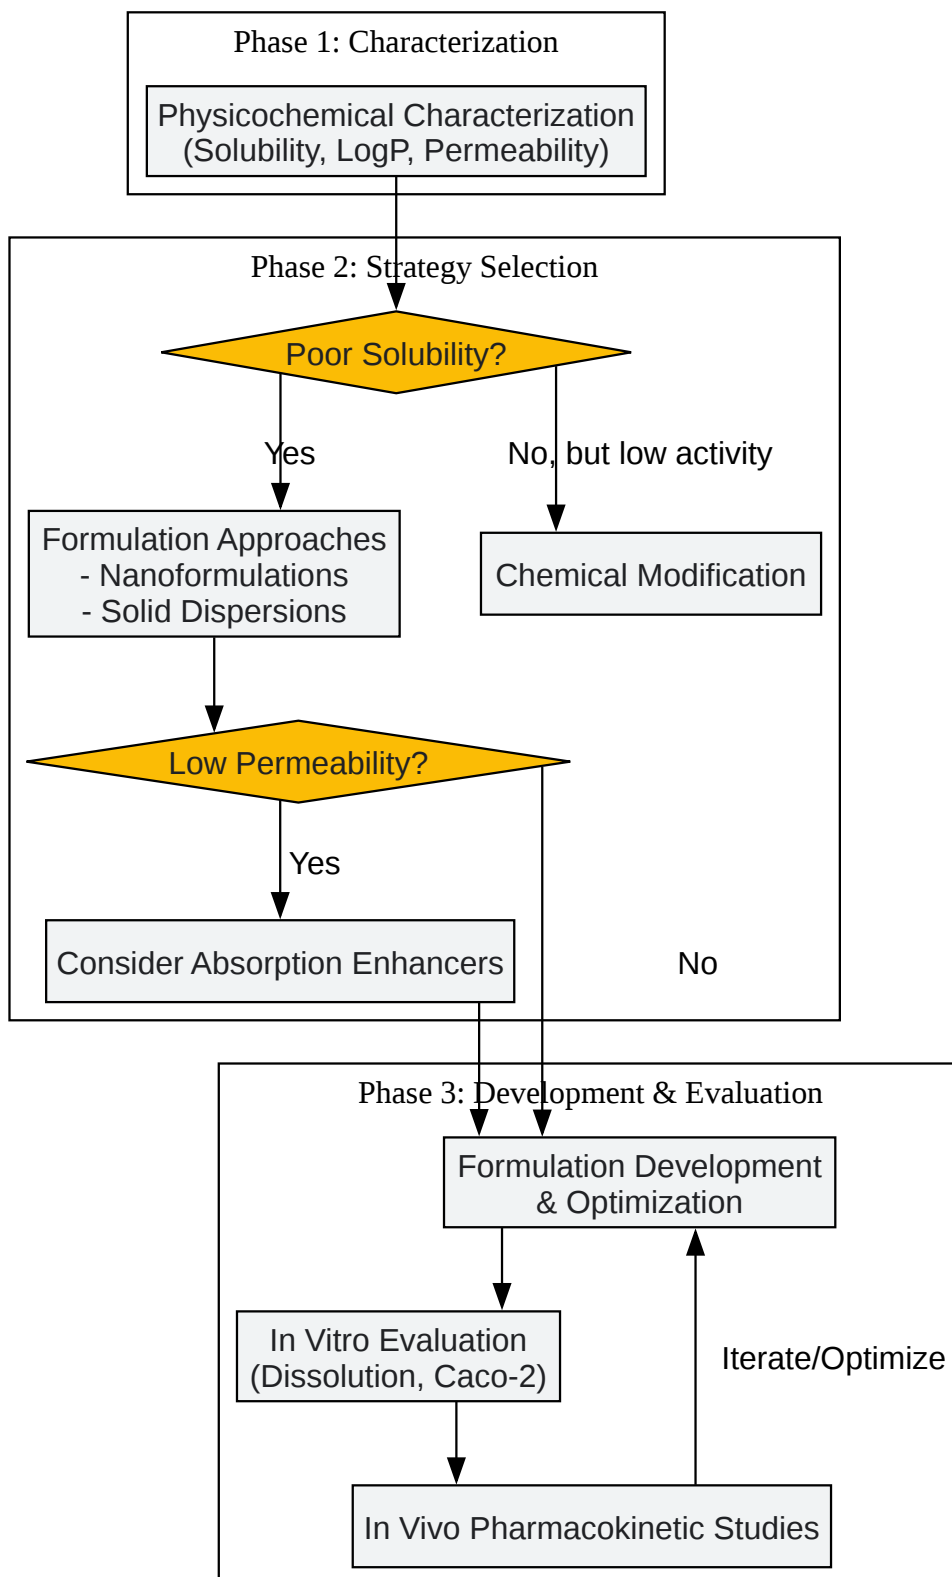 Phase 1: Characterization
Physicochemical Characterization
(Solubility, LogP, Permeability)
Phase 2: Strategy Selection
Poor Solubility?
Yes
No, but low activity
Formulation Approaches
- Nanoformulations
- Solid Dispersions
Chemical Modification
Low Permeability?
Yes
Consider Absorption Enhancers
No
Phase 3: Development & Evaluation
Formulation Development
& Optimization
In Vitro Evaluation
(Dissolution, Caco-2)
Iterate/Optimize
In Vivo Pharmacokinetic Studies